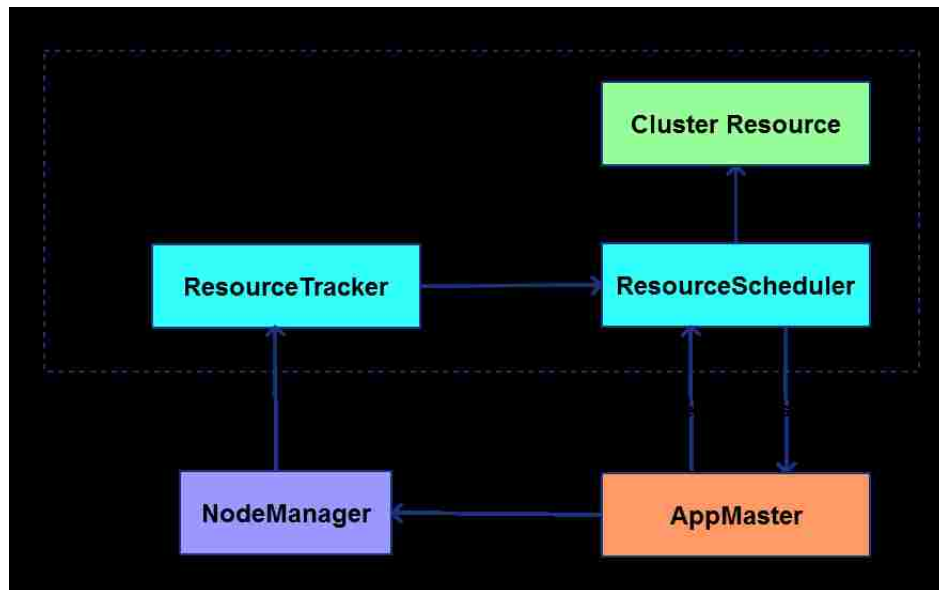 Cluster Resource
ResourceTracker
ResourceScheduler
NodeManager
AppMaster